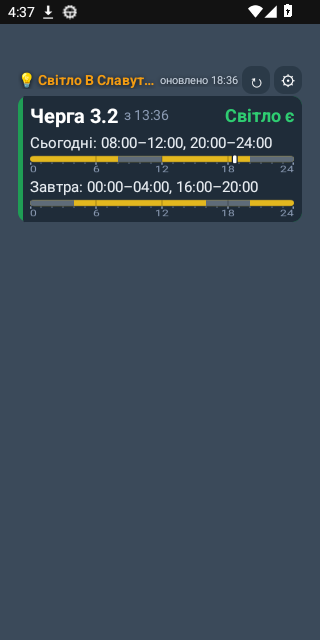 4:37
💡 Світло В Славут… оновлено 18:36
Черга 3.2 з 13:36 Світло є
Сьогодні: 08:00–12:00, 20:00–24:00
0 6 12 18 24
Завтра: 00:00–04:00, 16:00–20:00
0 6 12 18 24